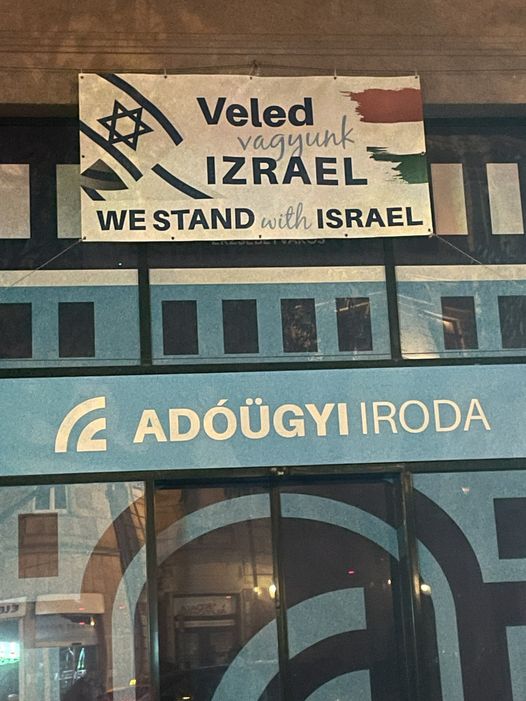 Veled
vagyunk
IZRAEL
WE STAND with ISRAEL
ERZSÉBETVÁROS
ADÓÜGYI IRODA